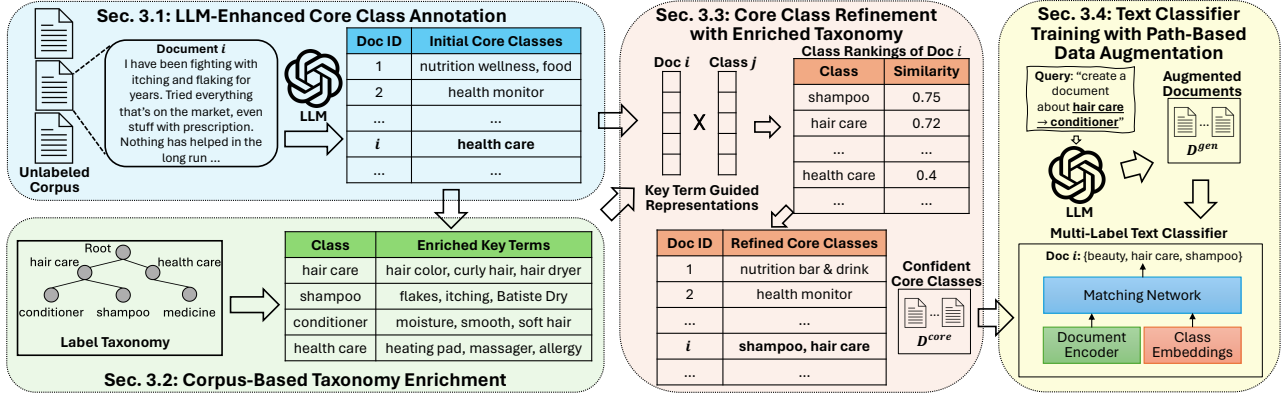 Sec. 3.1: LLM-Enhanced Core Class Annotation
Unlabeled
Corpus
Document i
I have been fighting with
itching and flaking for
years. Tried everything
that's on the market, even
stuff with prescription.
Nothing has helped in the
long run ...
LLM
Doc ID Initial Core Classes
1 nutrition wellness, food
2 health monitor
... ...
i health care
... ...
Root
hair care health care
conditioner shampoo medicine
Label Taxonomy
Class Enriched Key Terms
hair care hair color, curly hair, hair dryer
shampoo flakes, itching, Batiste Dry
conditioner moisture, smooth, soft hair
health care heating pad, massager, allergy
Sec. 3.2: Corpus-Based Taxonomy Enrichment
Sec. 3.3: Core Class Refinement
with Enriched Taxonomy
Doc i Class j
X
Key Term Guided
Representations
Class Rankings of Doc i
Class Similarity
shampoo 0.75
hair care 0.72
... ...
health care 0.4
... ...
Doc ID Refined Core Classes
1 nutrition bar & drink
2 health monitor
... ...
i shampoo, hair care
... ...
Confident
Core Classes
...
D^core
Sec. 3.4: Text Classifier
Training with Path-Based
Data Augmentation
Query: "create a
document
about hair care
→ conditioner"
LLM
Augmented
Documents
...
D^gen
Multi-Label Text Classifier
Doc i: {beauty, hair care, shampoo}
Matching Network
Document
Encoder
Class
Embeddings